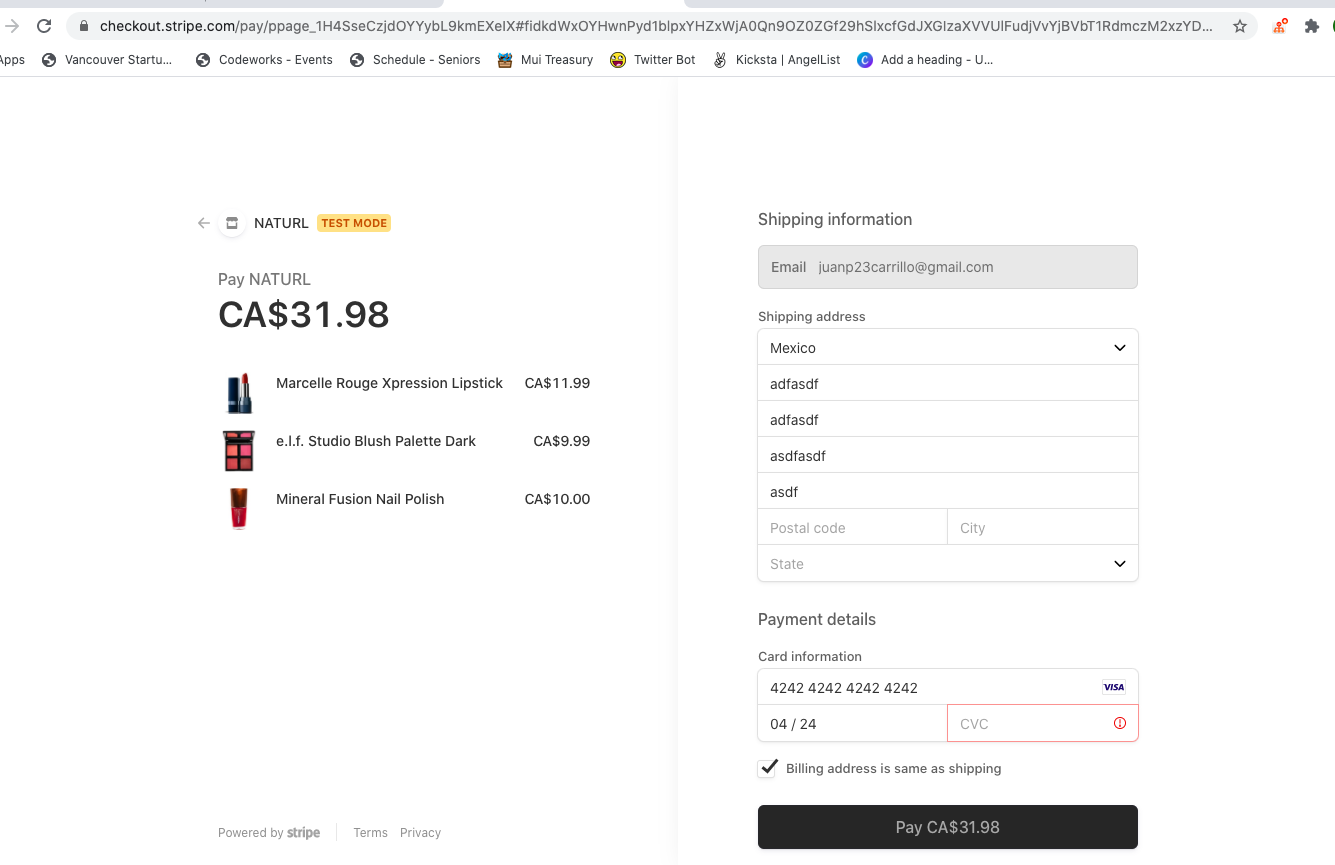 checkout.stripe.com/pay/ppage_1H4SseCzjdOYYybL9kmEXeIX#fidkdWxOYHwnPyd1blpxYHZxWjA0Qn9OZ0ZGf29hSlxcfGdJXGlzaXVVUlFudjVvYjBVbT1RdmczM2xzYD...
Apps Vancouver Startu... Codeworks - Events Schedule - Seniors Mui Treasury Twitter Bot Kicksta | AngelList Add a heading - U...
NATURL TEST MODE
Pay NATURL
CA$31.98
Marcelle Rouge Xpression Lipstick CA$11.99
e.l.f. Studio Blush Palette Dark CA$9.99
Mineral Fusion Nail Polish CA$10.00
Powered by stripe Terms Privacy
Shipping information
Email juanp23carrillo@gmail.com
Shipping address
Mexico
adfasdf
adfasdf
asdfasdf
asdf
Postal code City
State
Payment details
Card information
4242 4242 4242 4242 VISA
04 / 24 CVC
Billing address is same as shipping
Pay CA$31.98